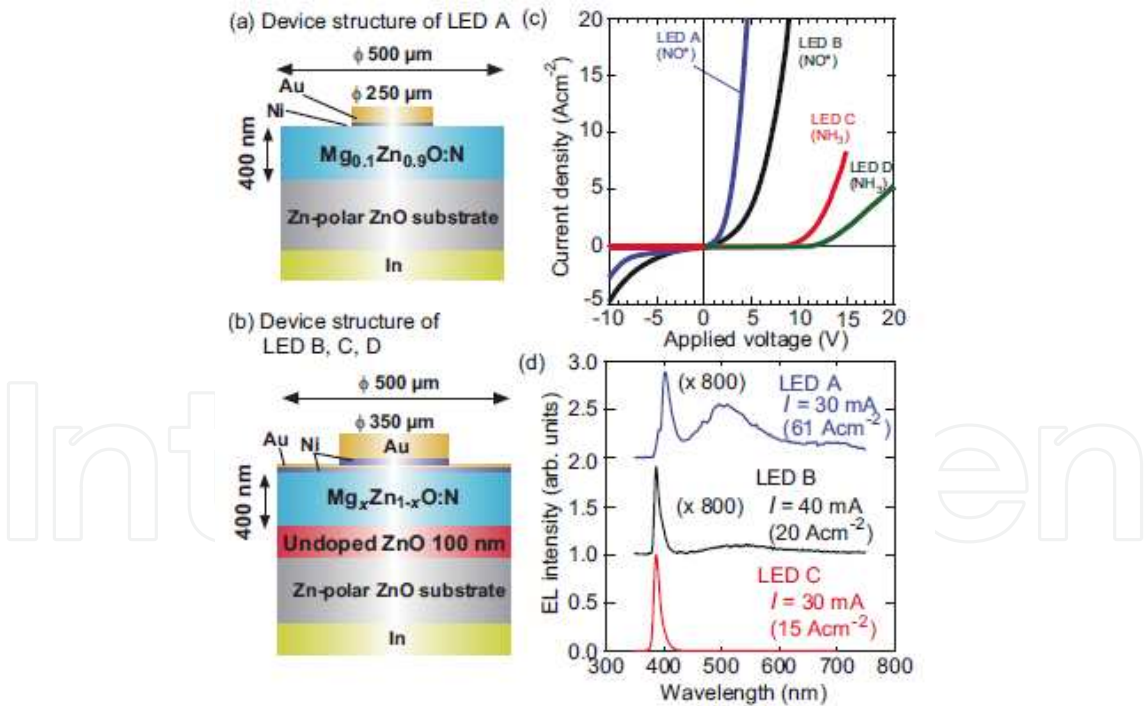 (a) Device structure of LED A
ϕ 500 µm
Au
ϕ 250 µm
Ni
400 nm
Mg0.1Zn0.9O:N
Zn-polar ZnO substrate
In
(b) Device structure of
LED B, C, D
ϕ 500 µm
ϕ 350 µm
Au
Ni
Au
400 nm
MgxZn1-xO:N
Undoped ZnO 100 nm
Zn-polar ZnO substrate
In
(c)
Current density (Acm-2)
20
15
10
5
0
-5
LED A
(NO*)
LED B
(NO*)
LED C
(NH3)
LED D
(NH3)
-10
-5
0
5
10
15
20
Applied voltage (V)
(d)
EL intensity (arb. units)
3.0
2.5
2.0
1.5
1.0
0.5
0.0
(x 800)
LED A
I = 30 mA
(61 Acm-2)
(x 800)
LED B
I = 40 mA
(20 Acm-2)
LED C
I = 30 mA
(15 Acm-2)
300
400
500
600
700
800
Wavelength (nm)
Int
en